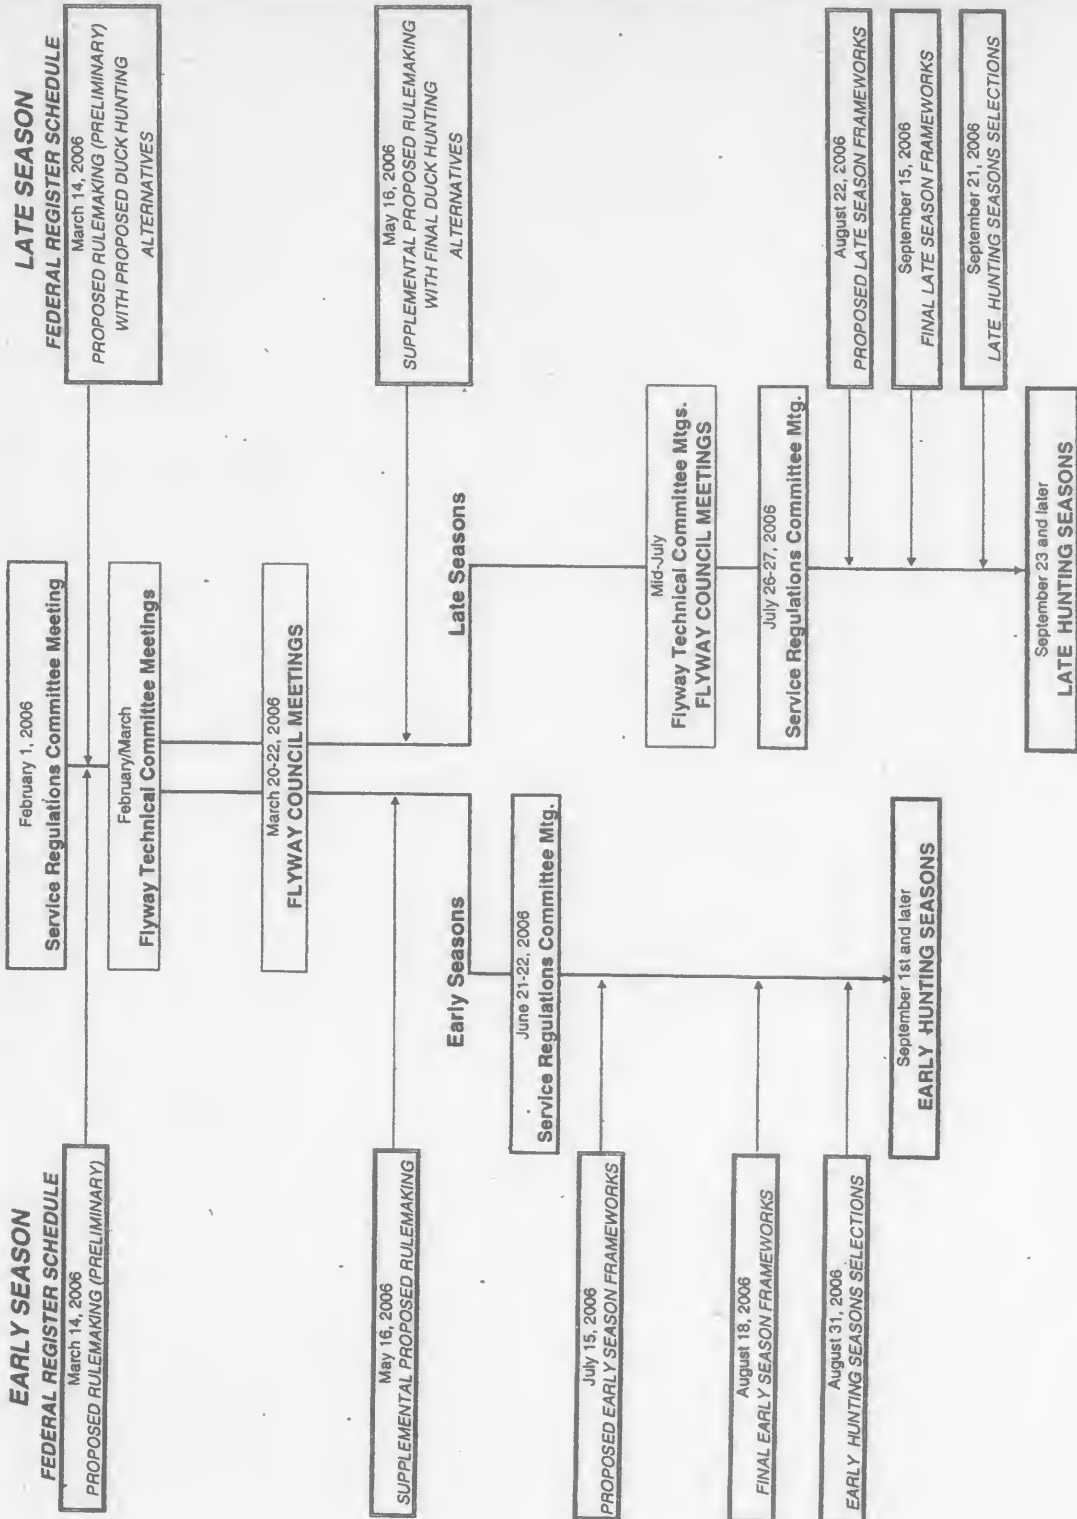 EARLY SEASON
FEDERAL REGISTER SCHEDULE
March 14, 2006
PROPOSED RULEMAKING (PRELIMINARY)
May 16, 2006
SUPPLEMENTAL PROPOSED RULEMAKING
July 15, 2006
PROPOSED EARLY SEASON FRAMEWORKS
August 18, 2006
FINAL EARLY SEASON FRAMEWORKS
August 31, 2006
EARLY HUNTING SEASONS SELECTIONS
February 1, 2006
Service Regulations Committee Meeting
February/March
Flyway Technical Committee Meetings
March 20-22, 2006
FLYWAY COUNCIL MEETINGS
Early Seasons
June 21-22, 2006
Service Regulations Committee Mtg.
September 1st and later
EARLY HUNTING SEASONS
Late Seasons
Mid-July
Flyway Technical Committee Mtgs.
FLYWAY COUNCIL MEETINGS
July 26-27, 2006
Service Regulations Committee Mtg.
September 23 and later
LATE HUNTING SEASONS
LATE SEASON
FEDERAL REGISTER SCHEDULE
March 14, 2006
PROPOSED RULEMAKING (PRELIMINARY)
WITH PROPOSED DUCK HUNTING
ALTERNATIVES
May 16, 2006
SUPPLEMENTAL PROPOSED RULEMAKING
WITH FINAL DUCK HUNTING
ALTERNATIVES
August 22, 2006
PROPOSED LATE SEASON FRAMEWORKS
September 15, 2006
FINAL LATE SEASON FRAMEWORKS
September 21, 2006
LATE HUNTING SEASONS SELECTIONS